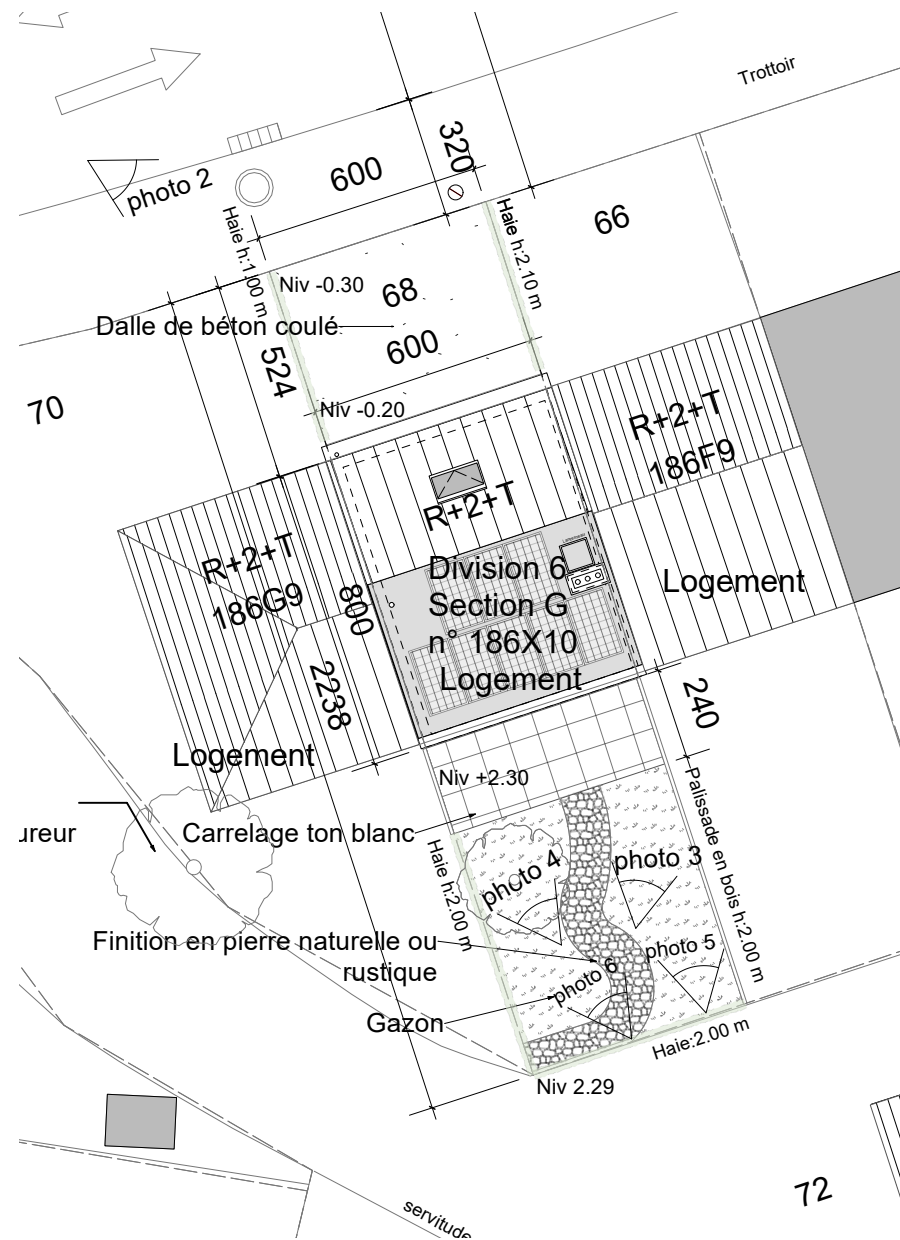 Trottoir
320
600
photo 2
66
Haie h:1.00 m
Haie h:2.10 m
Niv -0.30
68
Dalle de béton coulé
600
524
70
Niv -0.20
R+2+T
186F9
R+2+T
R+2+T
186G9
800
Division 6
Section G
n° 186X10
Logement
Logement
2238
240
Logement
Niv +2.30
Palissade en bois h:2.00 m
ureur
Carrelage ton blanc
Haie h:2.00 m
photo 4
photo 3
Finition en pierre naturelle ou
rustique
photo 5
photo 6
Gazon
Haie:2.00 m
Niv 2.29
72
servitude